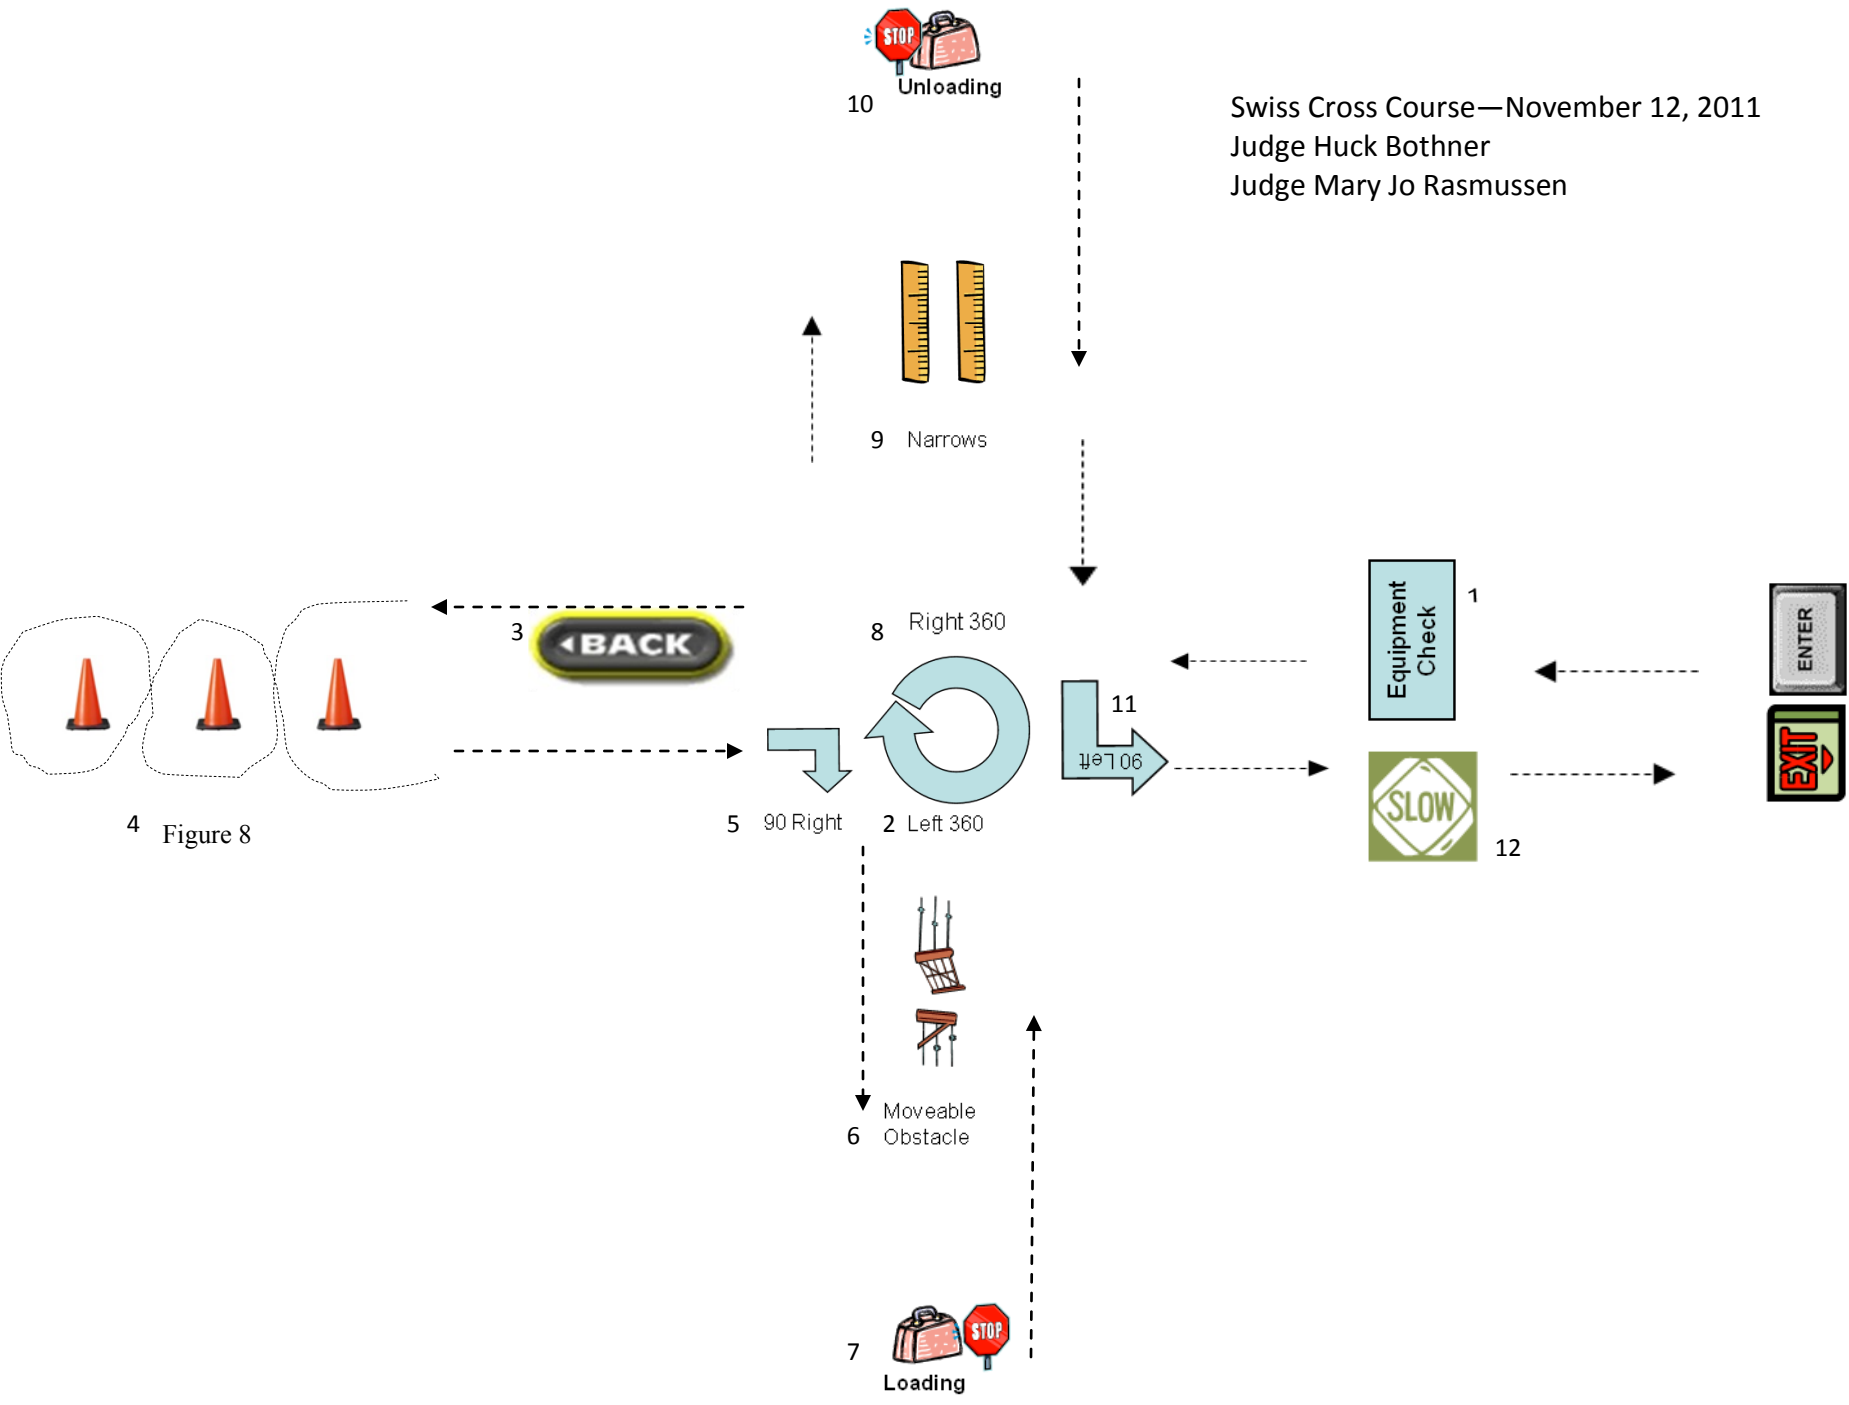 STOP
Unloading
10
Swiss Cross Course—November 12, 2011
Judge Huck Bothner
Judge Mary Jo Rasmussen
9 Narrows
Equipment
Check
1
ENTER
3
BACK
8
Right 360
11
90 Left
EXIT
SLOW
12
4 Figure 8
5 90 Right
2 Left 360
Moveable
6 Obstacle
STOP
7
Loading